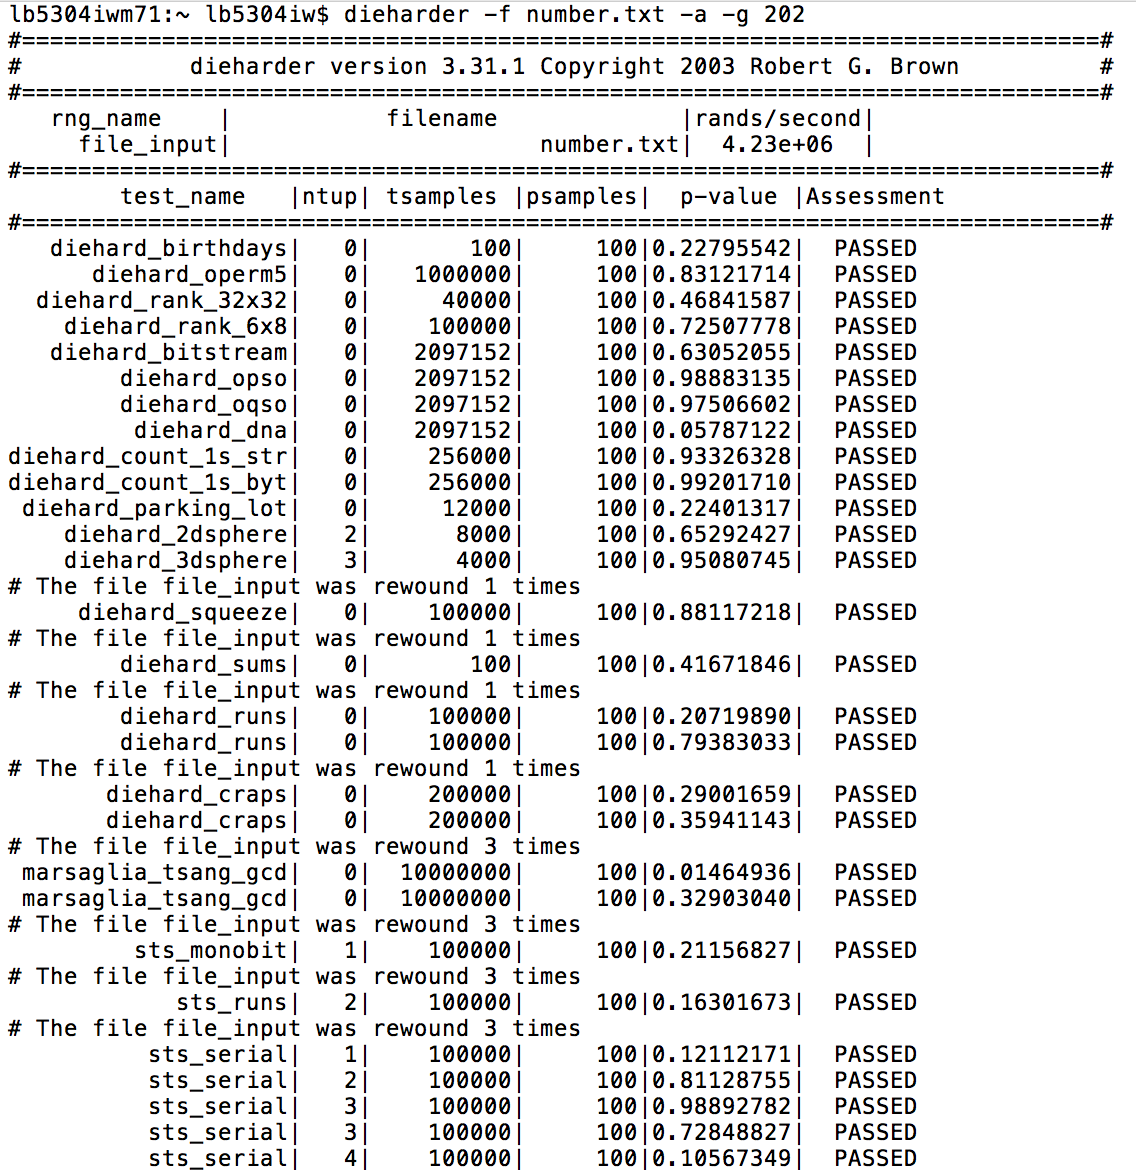 lb5304iwm71:~ lb5304iw$ dieharder -f number.txt -a -g 202
#=============================================================================#
#            dieharder version 3.31.1 Copyright 2003 Robert G. Brown          #
#=============================================================================#
   rng_name    |           filename             |rands/second|
     file_input|                      number.txt|  4.23e+06  |
#=============================================================================#
        test_name   |ntup| tsamples |psamples|  p-value |Assessment
#=============================================================================#
   diehard_birthdays|   0|       100|     100|0.22795542|  PASSED
      diehard_operm5|   0|   1000000|     100|0.83121714|  PASSED
  diehard_rank_32x32|   0|     40000|     100|0.46841587|  PASSED
    diehard_rank_6x8|   0|    100000|     100|0.72507778|  PASSED
   diehard_bitstream|   0|   2097152|     100|0.63052055|  PASSED
        diehard_opso|   0|   2097152|     100|0.98883135|  PASSED
        diehard_oqso|   0|   2097152|     100|0.97506602|  PASSED
         diehard_dna|   0|   2097152|     100|0.05787122|  PASSED
diehard_count_1s_str|   0|    256000|     100|0.93326328|  PASSED
diehard_count_1s_byt|   0|    256000|     100|0.99201710|  PASSED
 diehard_parking_lot|   0|     12000|     100|0.22401317|  PASSED
    diehard_2dsphere|   2|      8000|     100|0.65292427|  PASSED
    diehard_3dsphere|   3|      4000|     100|0.95080745|  PASSED
# The file file_input was rewound 1 times
     diehard_squeeze|   0|    100000|     100|0.88117218|  PASSED
# The file file_input was rewound 1 times
        diehard_sums|   0|       100|     100|0.41671846|  PASSED
# The file file_input was rewound 1 times
        diehard_runs|   0|    100000|     100|0.20719890|  PASSED
        diehard_runs|   0|    100000|     100|0.79383033|  PASSED
# The file file_input was rewound 1 times
       diehard_craps|   0|    200000|     100|0.29001659|  PASSED
       diehard_craps|   0|    200000|     100|0.35941143|  PASSED
# The file file_input was rewound 3 times
 marsaglia_tsang_gcd|   0|  10000000|     100|0.01464936|  PASSED
 marsaglia_tsang_gcd|   0|  10000000|     100|0.32903040|  PASSED
# The file file_input was rewound 3 times
         sts_monobit|   1|    100000|     100|0.21156827|  PASSED
# The file file_input was rewound 3 times
            sts_runs|   2|    100000|     100|0.16301673|  PASSED
# The file file_input was rewound 3 times
          sts_serial|   1|    100000|     100|0.12112171|  PASSED
          sts_serial|   2|    100000|     100|0.81128755|  PASSED
          sts_serial|   3|    100000|     100|0.98892782|  PASSED
          sts_serial|   3|    100000|     100|0.72848827|  PASSED
          sts_serial|   4|    100000|     100|0.10567349|  PASSED